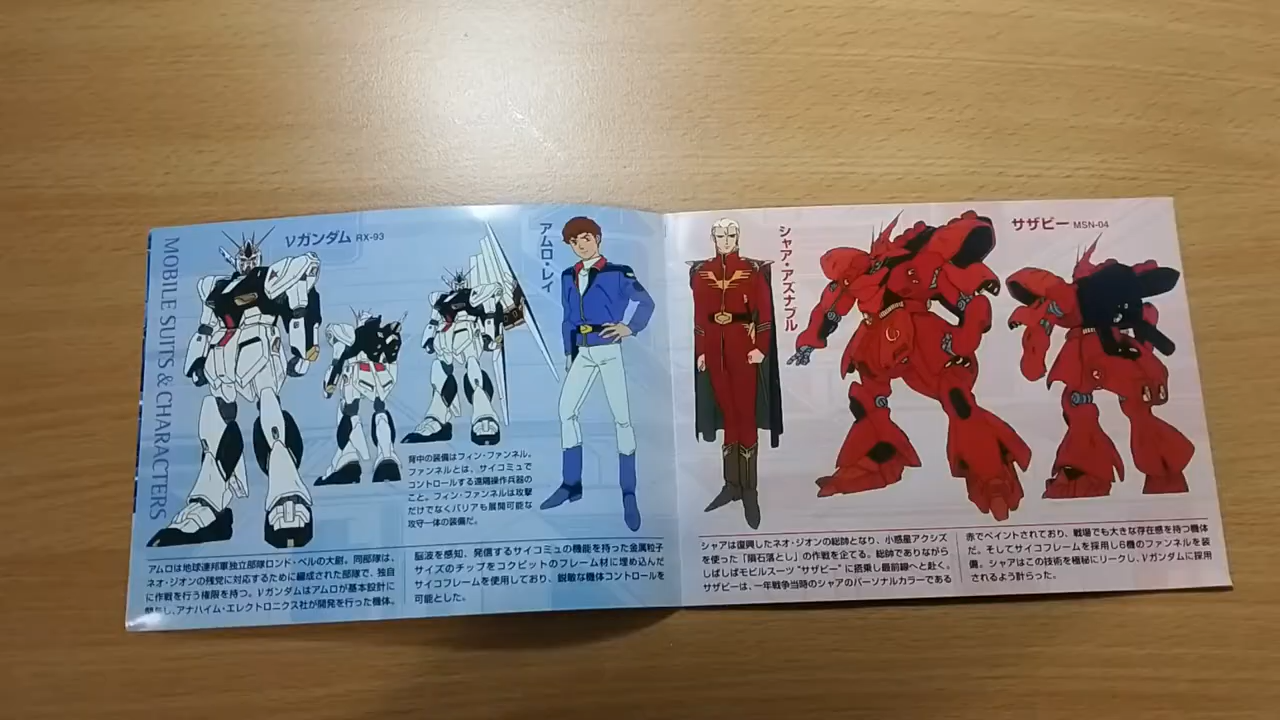 MOBILE SUITS & CHARACTERS
νガンダム RX-93
アムロ・レイ
背中の装備はフィン・ファンネル。
ファンネルとは、サイコミュで
コントロールする遠隔操作兵器の
こと。フィン・ファンネルは攻撃
だけでなくバリアも展開可能な
攻守一体の装備だ。
アムロは地球連邦軍独立部隊ロンド・ベルの大尉。同部隊は、
ネオ・ジオンの残党に対応するために編成された部隊で、独自
に作戦を行う権限を持つ。νガンダムはアムロが基本設計に
し、アナハイム・エレクトロニクス社が開発を行った機体。
脳波を感知、発信するサイコミュの機能を持った金属粒子
サイズのチップをコクピットのフレーム材に埋め込んだ
サイコフレームを使用しており、鋭敏な機体コントロールを
可能とした。
シャア・アズナブル
サザビー MSN-04
シャアは復興したネオ・ジオンの総帥となり、小惑星アクシズ
を使った「隕石落とし」の作戦を企てる。総帥でありながら
しばしばモビルスーツ“サザビー”に搭乗し最前線へと赴く。
サザビーは、一年戦争当時のシャアのパーソナルカラーである
赤でペイントされており、戦場でも大きな存在感を持つ機体
だ。そしてサイコフレームを採用し6機のファンネルを装
備。シャアはこの技術を極秘にリークし、νガンダムに採用
されるよう計らった。